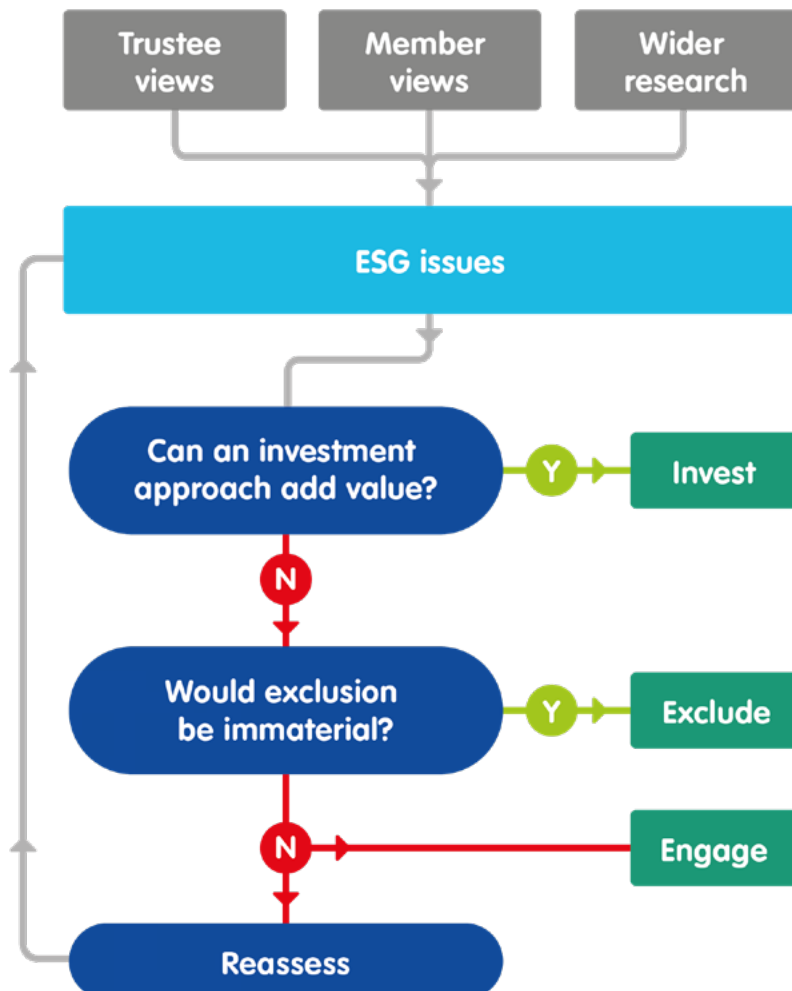 Trustee
views
Member
views
Wider
research
ESG issues
Can an investment
approach add value?
Y
Invest
N
Would exclusion
be immaterial?
Y
Exclude
N
Engage
Reassess